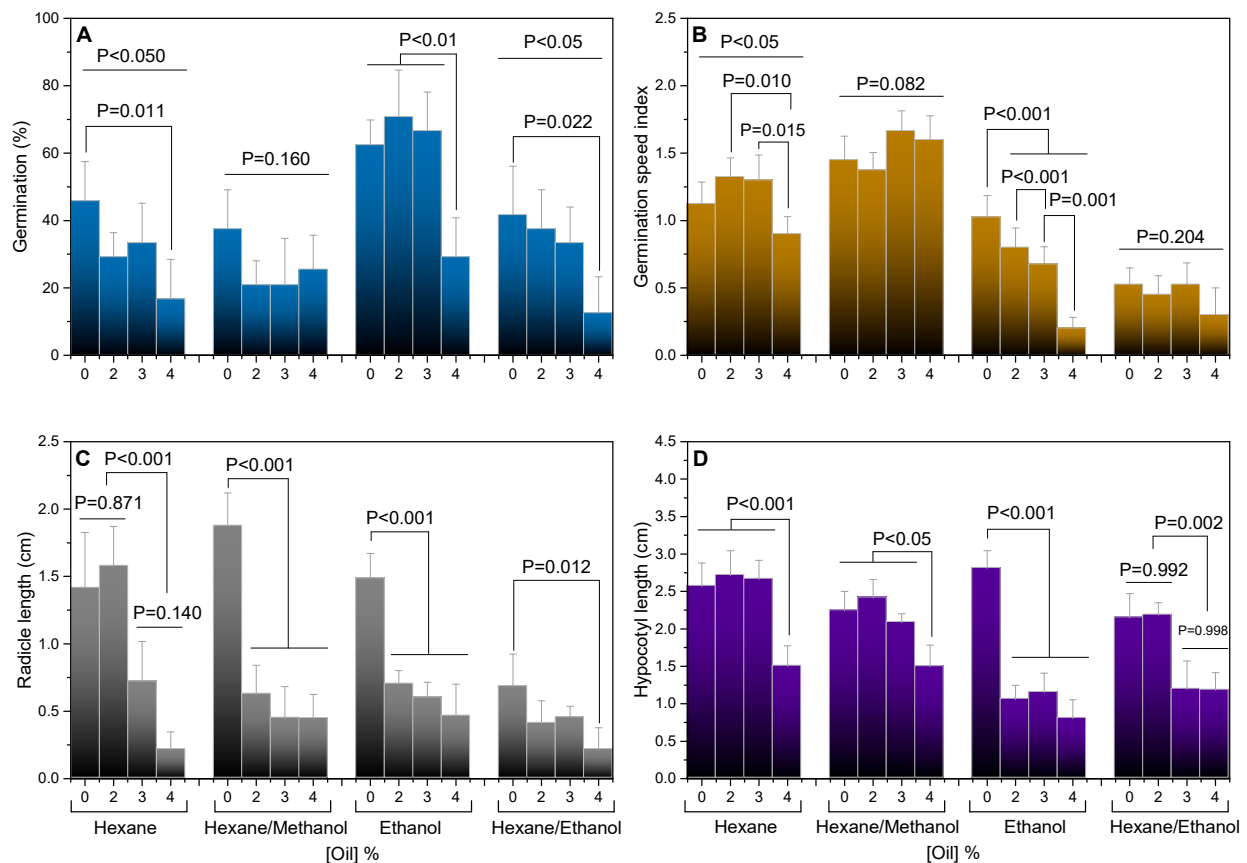 A
P<0.050
P=0.011
P=0.160
P<0.01
P<0.05
P=0.022
Germination (%)
100
80
60
40
20
0
0 2 3 4 0 2 3 4 0 2 3 4 0 2 3 4
B
P<0.05
P=0.010
P=0.015
P=0.082
P<0.001
P<0.001
P=0.001
P=0.204
Germination speed index
2.5
2.0
1.5
1.0
0.5
0.0
0 2 3 4 0 2 3 4 0 2 3 4 0 2 3 4
C
P<0.001
P=0.871
P=0.140
P<0.001
P<0.001
P=0.012
Radicle length (cm)
2.5
2.0
1.5
1.0
0.5
0.0
0 2 3 4 0 2 3 4 0 2 3 4 0 2 3 4
Hexane Hexane/Methanol Ethanol Hexane/Ethanol
[Oil] %
D
P<0.001
P<0.05
P<0.001
P=0.002
P=0.992
P=0.998
Hypocotyl length (cm)
4.5
4.0
3.5
3.0
2.5
2.0
1.5
1.0
0.5
0.0
0 2 3 4 0 2 3 4 0 2 3 4 0 2 3 4
Hexane Hexane/Methanol Ethanol Hexane/Ethanol
[Oil] %